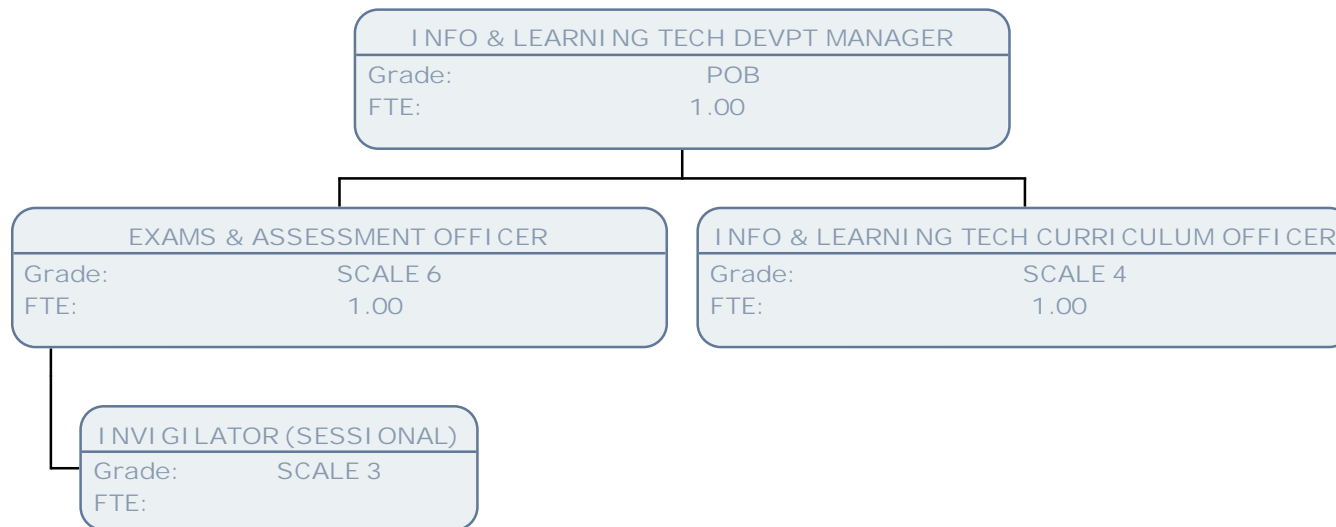 INFO & LEARNING TECH DEVPT MANAGER
Grade: POB
FTE: 1.00
EXAMS & ASSESSMENT OFFICER
Grade: SCALE 6
FTE: 1.00
INFO & LEARNING TECH CURRICULUM OFFICER
Grade: SCALE 4
FTE: 1.00
INVIGILATOR (SESSIONAL)
Grade: SCALE 3
FTE: